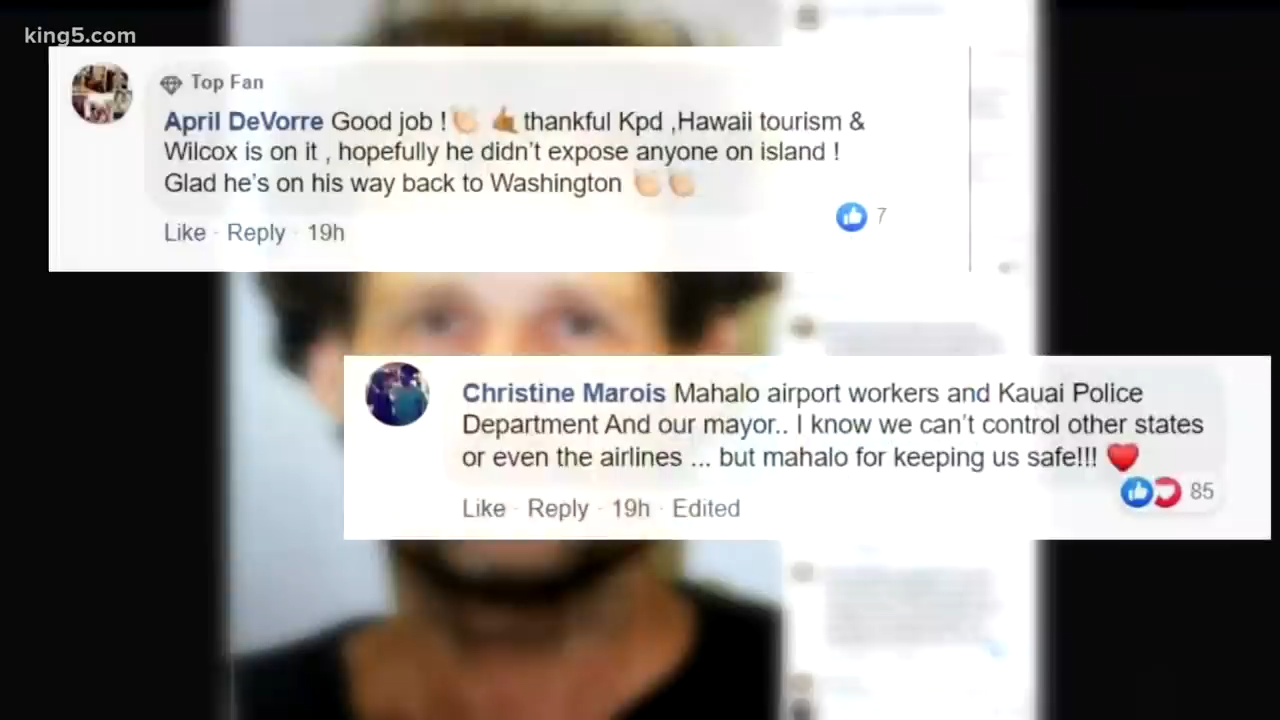 king5.com
Top Fan
April DeVorre Good job !👏🏻 🤙🏽thankful Kpd ,Hawaii tourism &
Wilcox is on it , hopefully he didn't expose anyone on island !
Glad he's on his way back to Washington 👏🏻👏🏻
7
Like · Reply · 19h
Christine Marois Mahalo airport workers and Kauai Police
Department And our mayor.. I know we can't control other states
or even the airlines ... but mahalo for keeping us safe!!! ❤️
85
Like · Reply · 19h · Edited